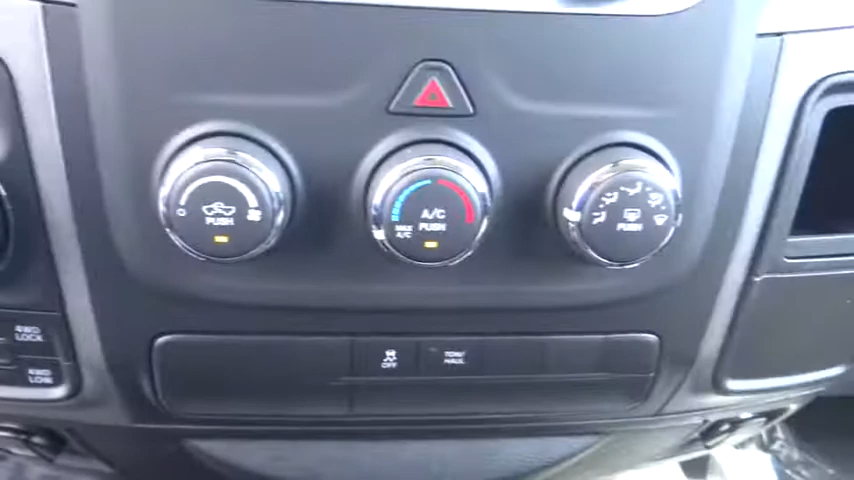 PUSH
A/C
PUSH
MAX
A/C
PUSH
4WD
LOCK
OFF
TOW/
HAUL
4WD
LOW